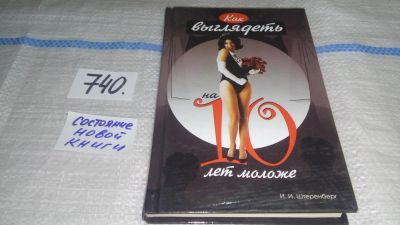 740.
состояние
новой
книги
Как
выглядеть
на
10
лет моложе
И. И. Штеренберг